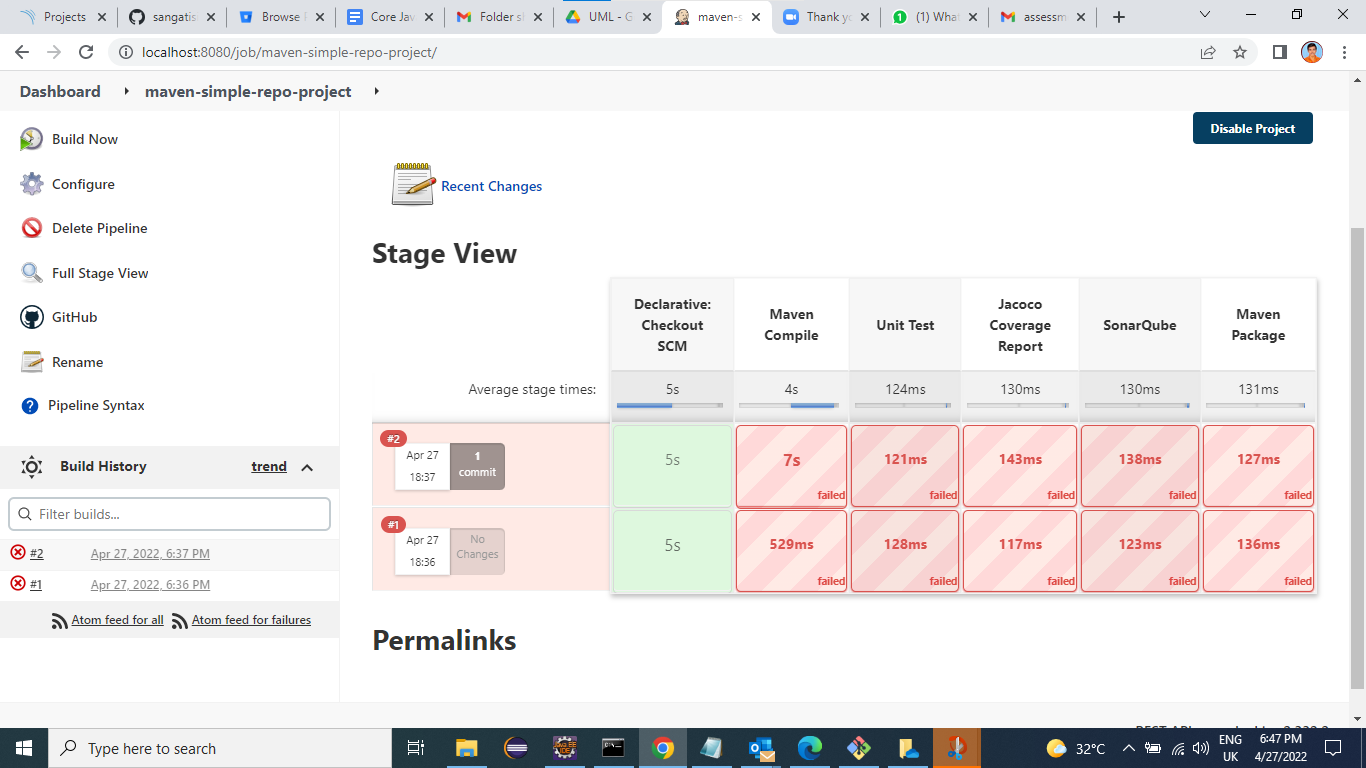 Projects
sangatis
Browse
Core Jav
Folder s
UML - G
maven-s
Thank yo
(1) What
assessm
localhost:8080/job/maven-simple-repo-project/
Dashboard
maven-simple-repo-project
Build Now
Configure
Delete Pipeline
Full Stage View
GitHub
Rename
Pipeline Syntax
Build History
trend
Filter builds...
#2 Apr 27, 2022, 6:37 PM
#1 Apr 27, 2022, 6:36 PM
Atom feed for all Atom feed for failures
Disable Project
Recent Changes
Stage View
Declarative:
Checkout
SCM
Maven
Compile
Unit Test
Jacoco
Coverage
Report
SonarQube
Maven
Package
Average stage times:
5s
4s
124ms
130ms
130ms
131ms
#2
Apr 27
18:37
1
commit
5s
7s
failed
121ms
failed
143ms
failed
138ms
failed
127ms
failed
#1
Apr 27
18:36
No
Changes
5s
529ms
failed
128ms
failed
117ms
failed
123ms
failed
136ms
failed
Permalinks
Type here to search
32°C
ENG
UK
6:47 PM
4/27/2022